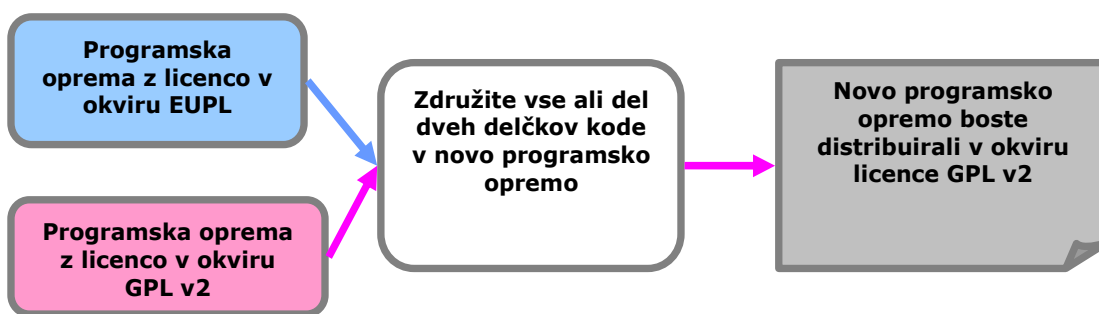 Programska
oprema z licenco v
okviru EUPL
Programska oprema
z licenco v okviru
GPL v2
Združite vse ali del
dveh delčkov kode
v novo programsko
opremo
Novo programsko
opremo boste
distribuirali v okviru
licence GPL v2